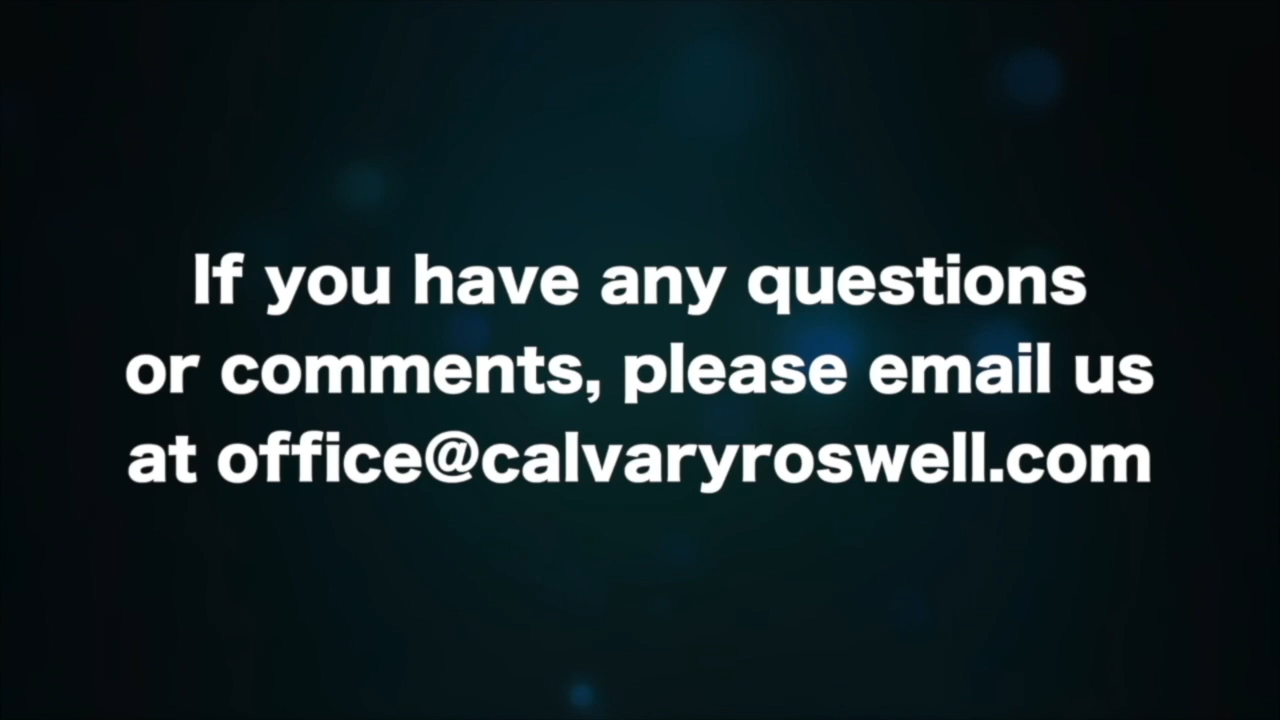 If you have any questions
or comments, please email us
at office@calvaryroswell.com